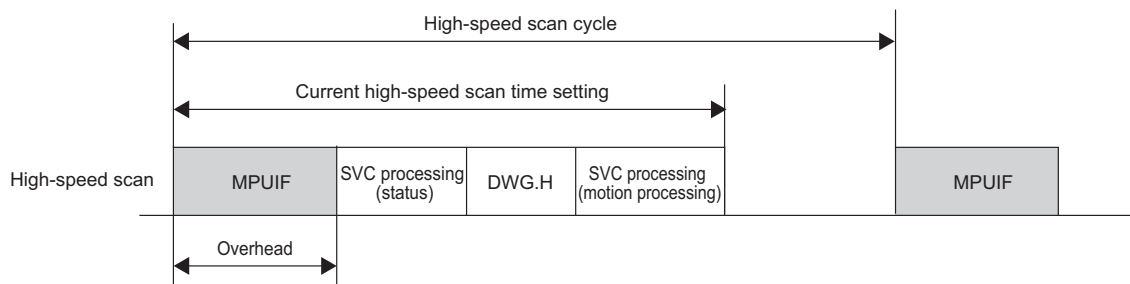 High-speed scan cycle
Current high-speed scan time setting
High-speed scan
MPUIF
SVC processing
(status)
DWG.H
SVC processing
(motion processing)
MPUIF
Overhead